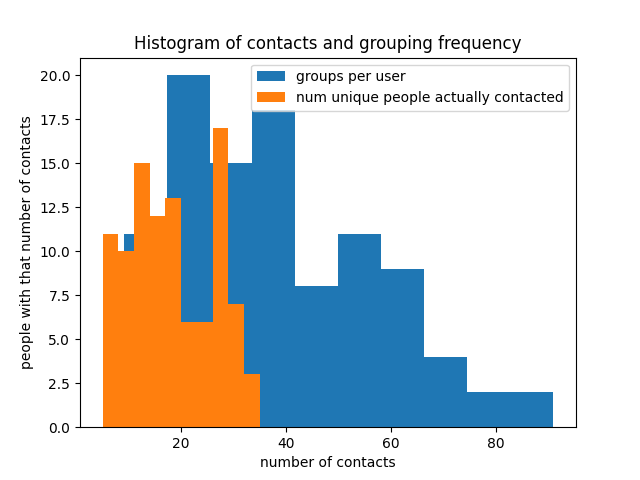 Histogram of contacts and grouping frequency
groups per user
num unique people actually contacted
people with that number of contacts
20.0
17.5
15.0
12.5
10.0
7.5
5.0
2.5
0.0
20 40 60 80
number of contacts